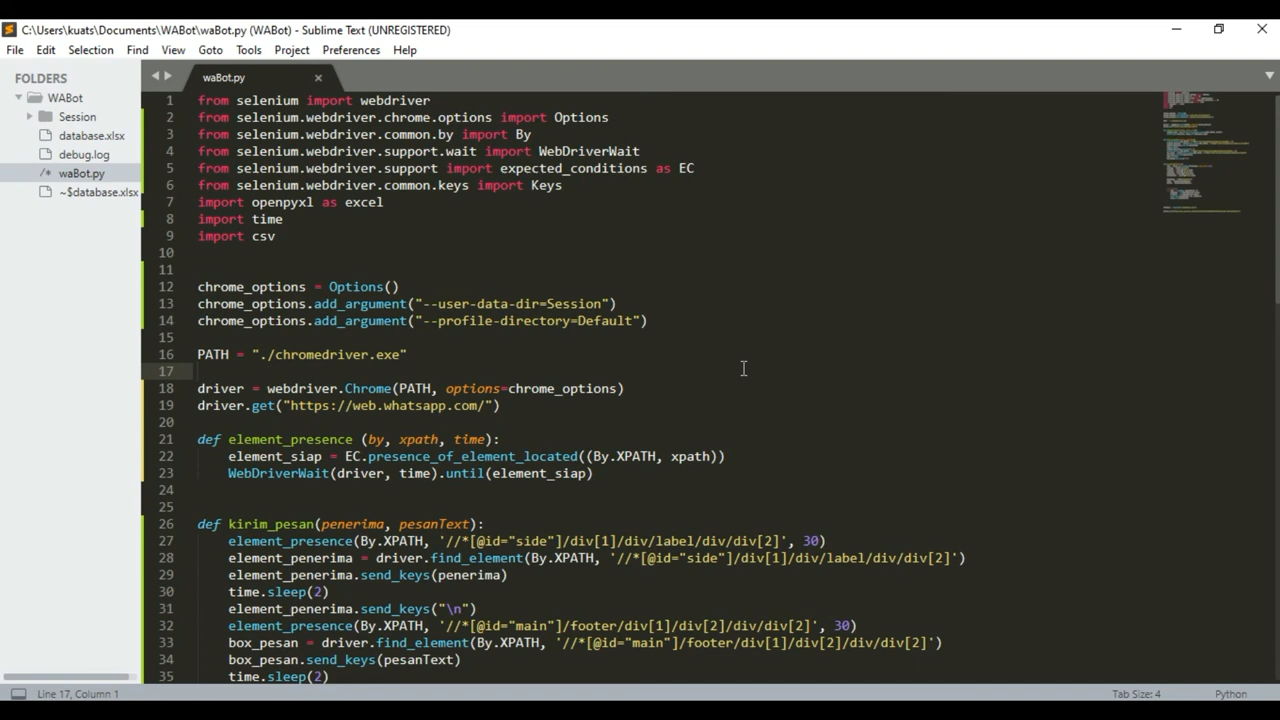 C:\Users\kuats\Documents\WABot\waBot.py (WABot) - Sublime Text (UNREGISTERED)
File Edit Selection Find View Goto Tools Project Preferences Help
FOLDERS
WABot
Session
database.xlsx
debug.log
/* waBot.py
~$database.xlsx
waBot.py
1 from selenium import webdriver
2 from selenium.webdriver.chrome.options import Options
3 from selenium.webdriver.common.by import By
4 from selenium.webdriver.support.wait import WebDriverWait
5 from selenium.webdriver.support import expected_conditions as EC
6 from selenium.webdriver.common.keys import Keys
7 import openpyxl as excel
8 import time
9 import csv
10
11
12 chrome_options = Options()
13 chrome_options.add_argument("--user-data-dir=Session")
14 chrome_options.add_argument("--profile-directory=Default")
15
16 PATH = "./chromedriver.exe"
17
18 driver = webdriver.Chrome(PATH, options=chrome_options)
19 driver.get("https://web.whatsapp.com/")
20
21 def element_presence (by, xpath, time):
22     element_siap = EC.presence_of_element_located((By.XPATH, xpath))
23     WebDriverWait(driver, time).until(element_siap)
24
25
26 def kirim_pesan(penerima, pesanText):
27     element_presence(By.XPATH, '//*[@id="side"]/div[1]/div/label/div/div[2]', 30)
28     element_penerima = driver.find_element(By.XPATH, '//*[@id="side"]/div[1]/div/label/div/div[2]')
29     element_penerima.send_keys(penerima)
30     time.sleep(2)
31     element_penerima.send_keys("\n")
32     element_presence(By.XPATH, '//*[@id="main"]/footer/div[1]/div[2]/div/div[2]', 30)
33     box_pesan = driver.find_element(By.XPATH, '//*[@id="main"]/footer/div[1]/div[2]/div/div[2]')
34     box_pesan.send_keys(pesanText)
35     time.sleep(2)
Line 17, Column 1
Tab Size: 4
Python